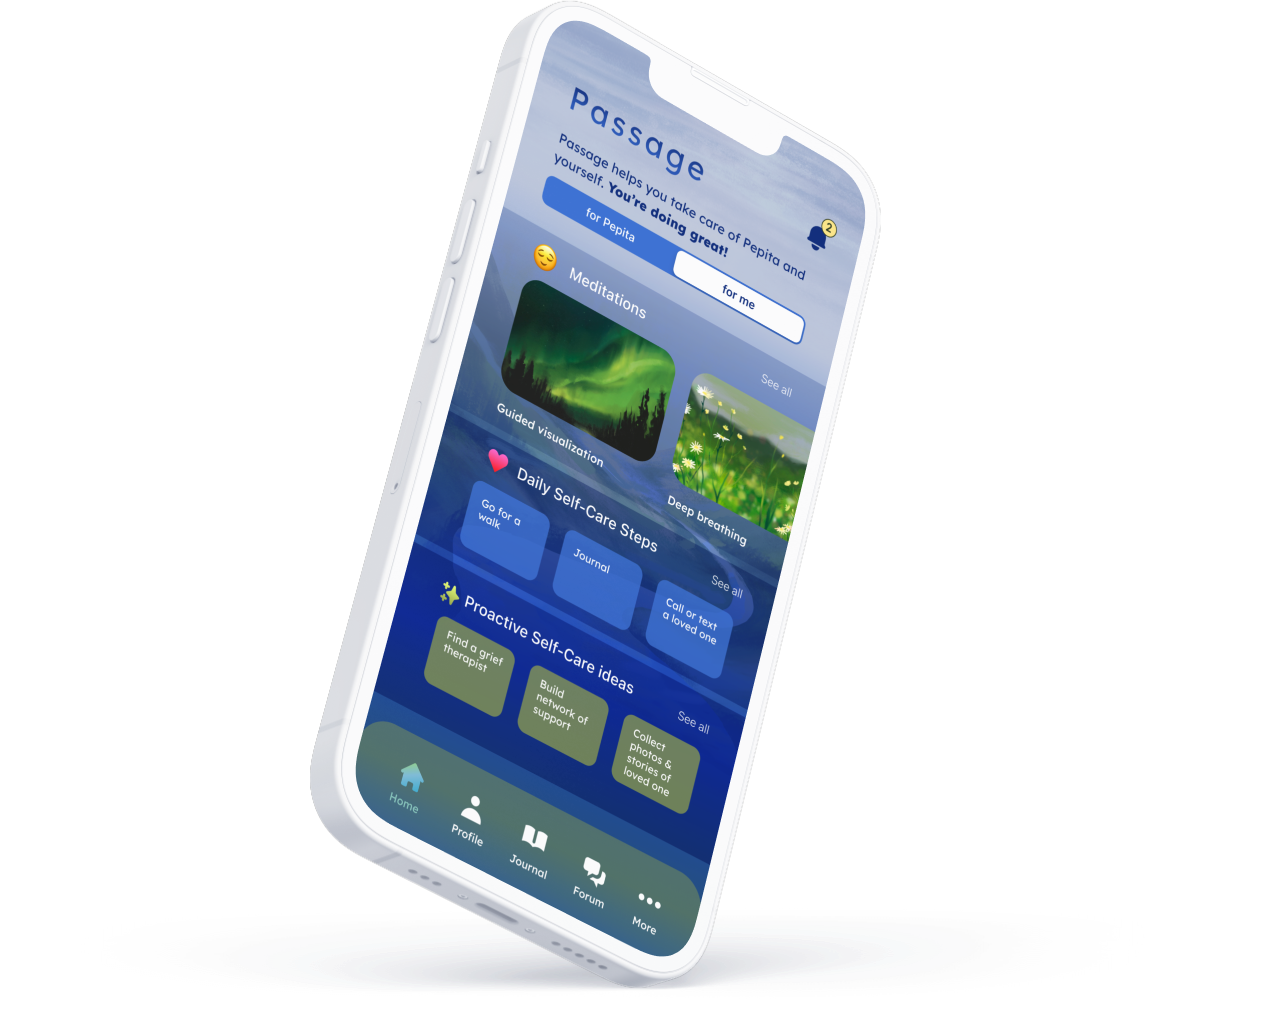 Passage
Passage helps you take care of Pepita and
yourself. You're doing great!
2
for Pepita
for me
Meditations
See all
Guided visualization
Deep breathing
Daily Self-Care Steps
See all
Go for a
walk
Journal
Call or text
a loved one
Proactive Self-Care ideas
See all
Find a grief
therapist
Build
network of
support
Collect
photos &
stories of
loved one
Home
Profile
Journal
Forum
More